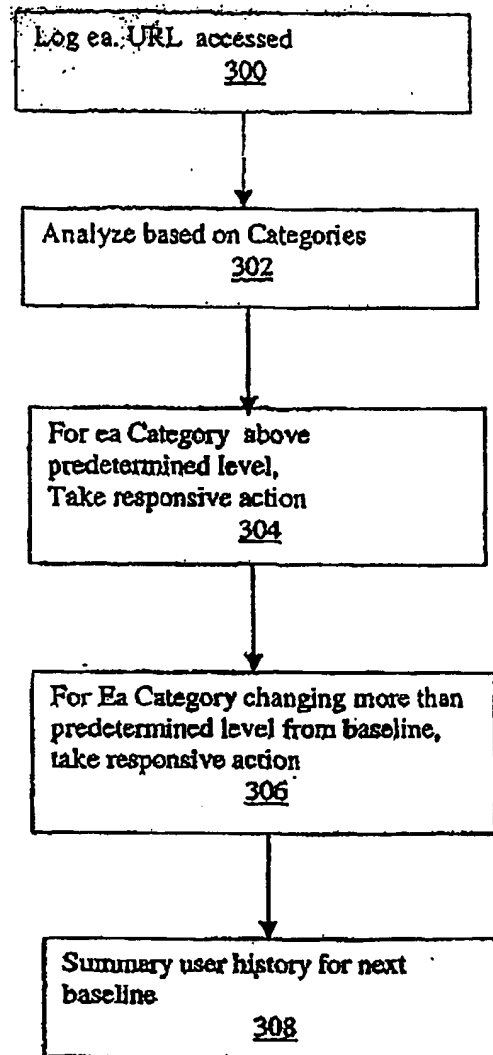 Log ea. URL accessed
300
Analyze based on Categories
302
For ea Category above
predetermined level,
Take responsive action
304
For Ea Category changing more than
predetermined level from baseline,
take responsive action
306
Summary user history for next
baseline
308